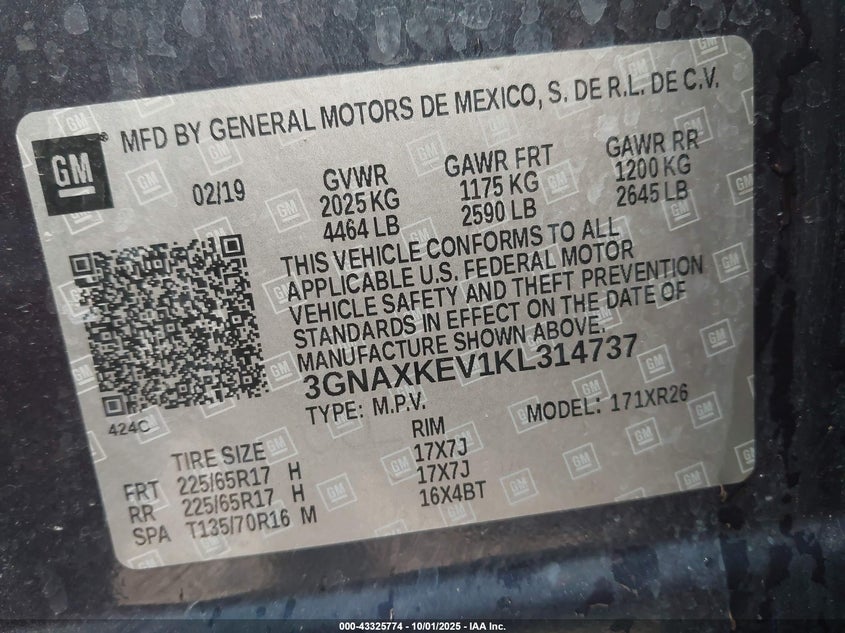 MFD BY GENERAL MOTORS DE MEXICO, S. DE R.L. DE C.V.
GM
02/19
GVWR GAWR FRT GAWR RR
2025 KG 1175 KG 1200 KG
4464 LB 2590 LB 2645 LB
THIS VEHICLE CONFORMS TO ALL
APPLICABLE U.S. FEDERAL MOTOR
VEHICLE SAFETY AND THEFT PREVENTION
STANDARDS IN EFFECT ON THE DATE OF
MANUFACTURE SHOWN ABOVE.
3GNAXKEV1KL314737
424C
TYPE: M.P.V. MODEL: 171XR26
TIRE SIZE RIM
FRT 225/65R17 H 17X7J
RR 225/65R17 H 17X7J
SPA T135/70R16 M 16X4BT
000-43325774 - 10/01/2025 - IAA Inc.